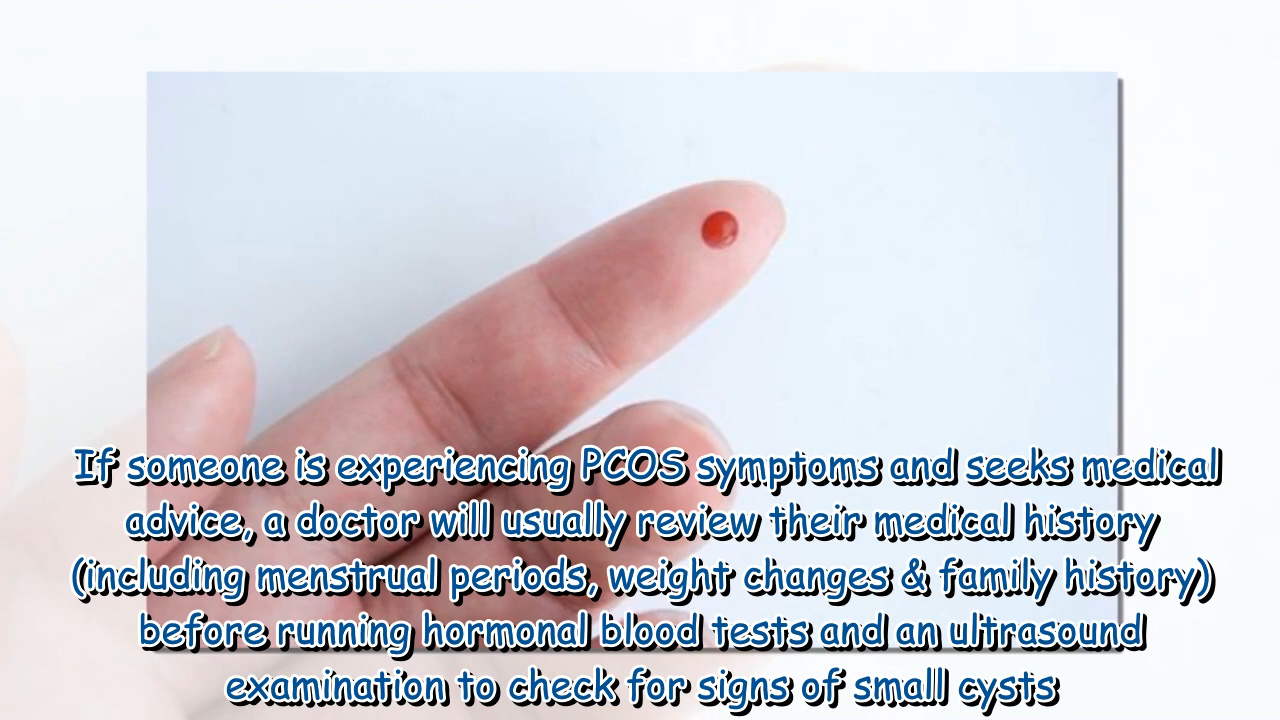 If someone is experiencing PCOS symptoms and seeks medical
advice, a doctor will usually review their medical history
(including menstrual periods, weight changes & family history)
before running hormonal blood tests and an ultrasound
examination to check for signs of small cysts